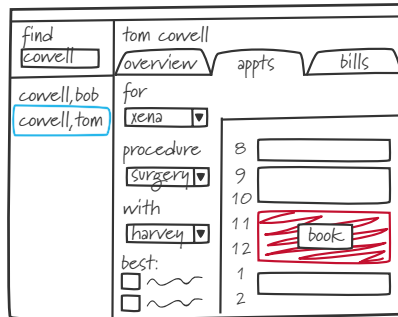 find
cowell
cowell, bob
cowell, tom
tom cowell
overview
appts
bills
for
xena
procedure
surgery
with
harvey
best:
8
9
10
11
12
1
2
book